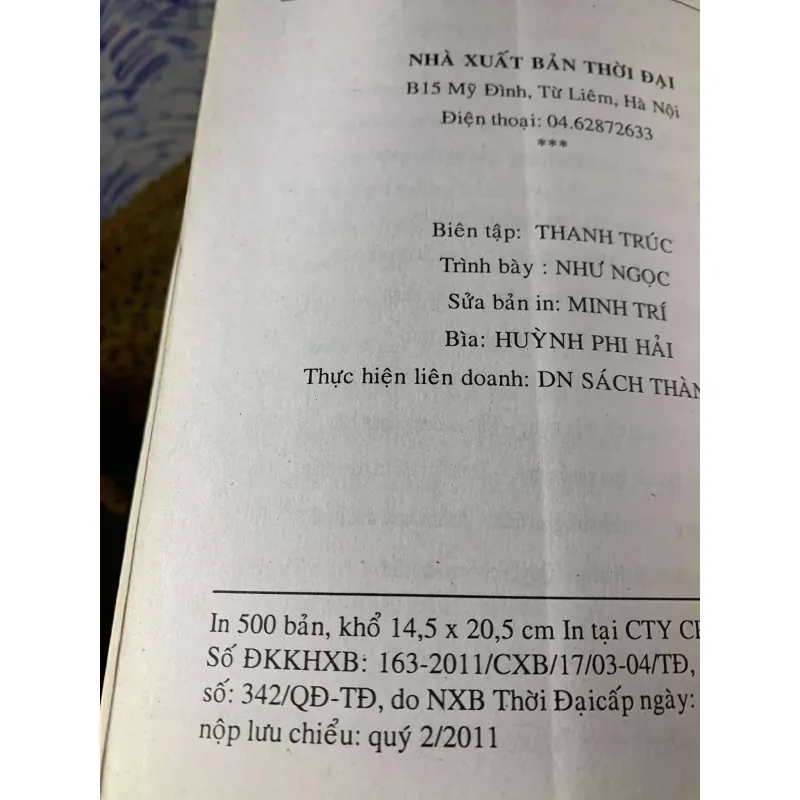 NHÀ XUẤT BẢN THỜI ĐẠI
B15 Mỹ Đình, Từ Liêm, Hà Nội
Điện thoại: 04.62872633
***
Biên tập: THANH TRÚC
Trình bày : NHƯ NGỌC
Sửa bản in: MINH TRÍ
Bìa: HUỲNH PHI HẢI
Thực hiện liên doanh: DN SÁCH
In 500 bản, khổ 14,5 x 20,5 cm In tại CTY
Số ĐKKHXB: 163-2011/CXB/17/03-04/TĐ,
số: 342/QĐ-TĐ, do NXB Thời Đạicấp ngày:
nộp lưu chiểu: quý 2/2011